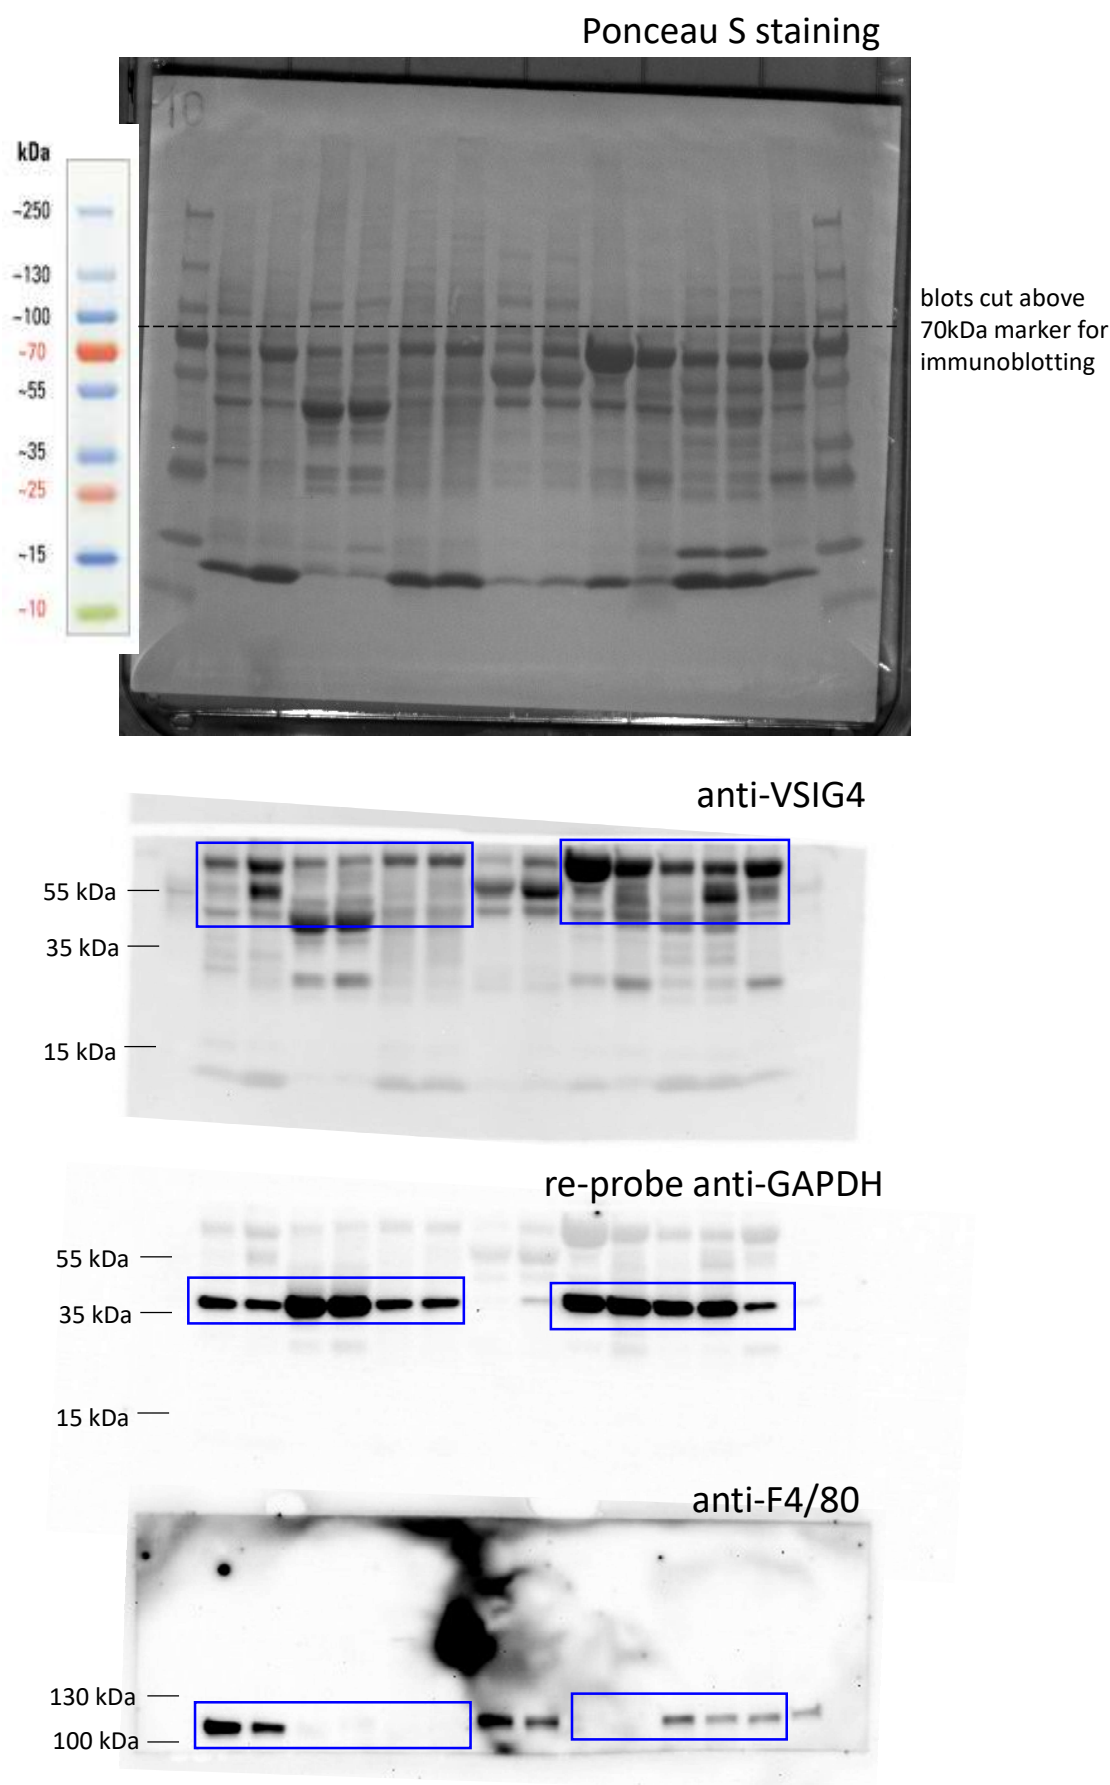 Ponceau S staining
10
kDa
~250
~130
~100
~70
~55
~35
~25
~15
~10
blots cut above
70kDa marker for
immunoblotting
anti-VSIG4
55 kDa
35 kDa
15 kDa
re-probe anti-GAPDH
55 kDa
35 kDa
15 kDa
anti-F4/80
130 kDa
100 kDa